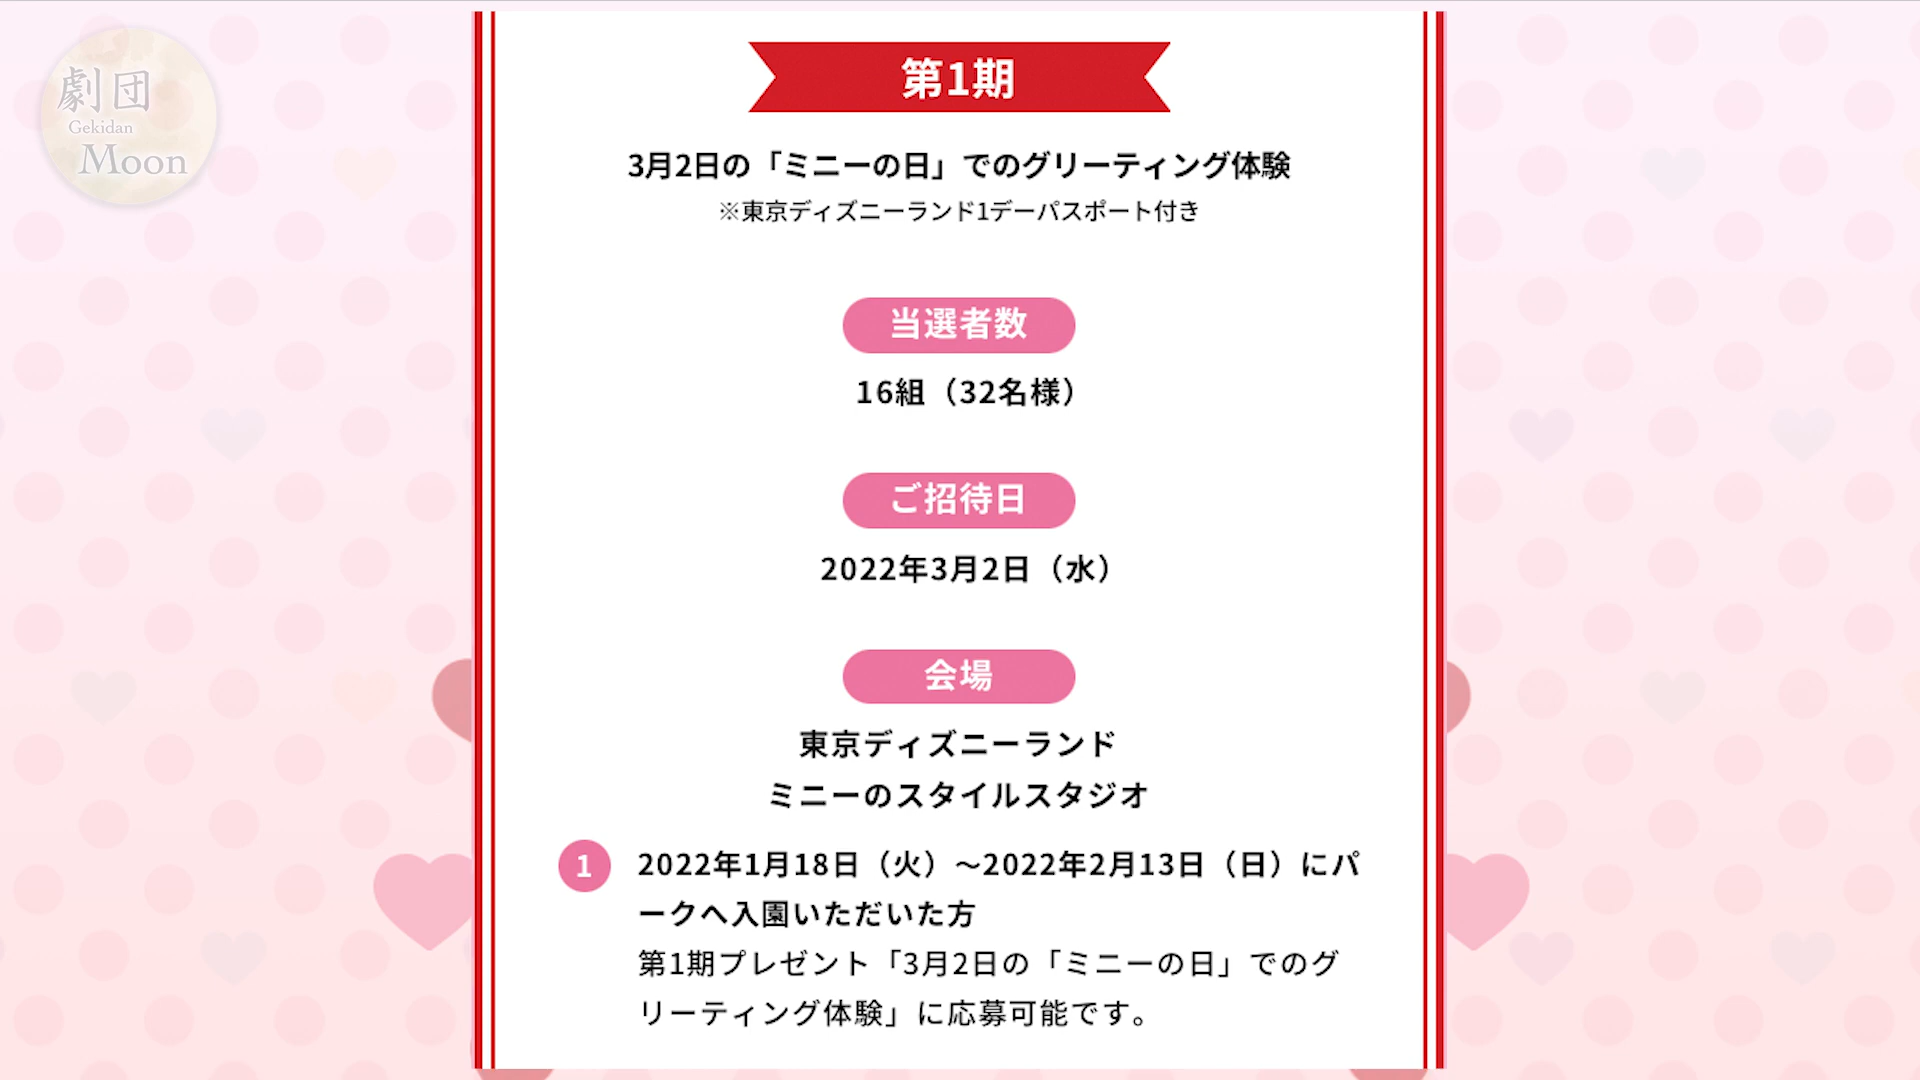 劇団
Gekidan
Moon
第1期
3月2日の「ミニーの日」でのグリーティング体験
※東京ディズニーランド1デーパスポート付き
当選者数
16組（32名様）
ご招待日
2022年3月2日（水）
会場
東京ディズニーランド
ミニーのスタイルスタジオ
1 2022年1月18日（火）～2022年2月13日（日）にパ
ークへ入園いただいた方
第1期プレゼント「3月2日の「ミニーの日」でのグ
リーティング体験」に応募可能です。